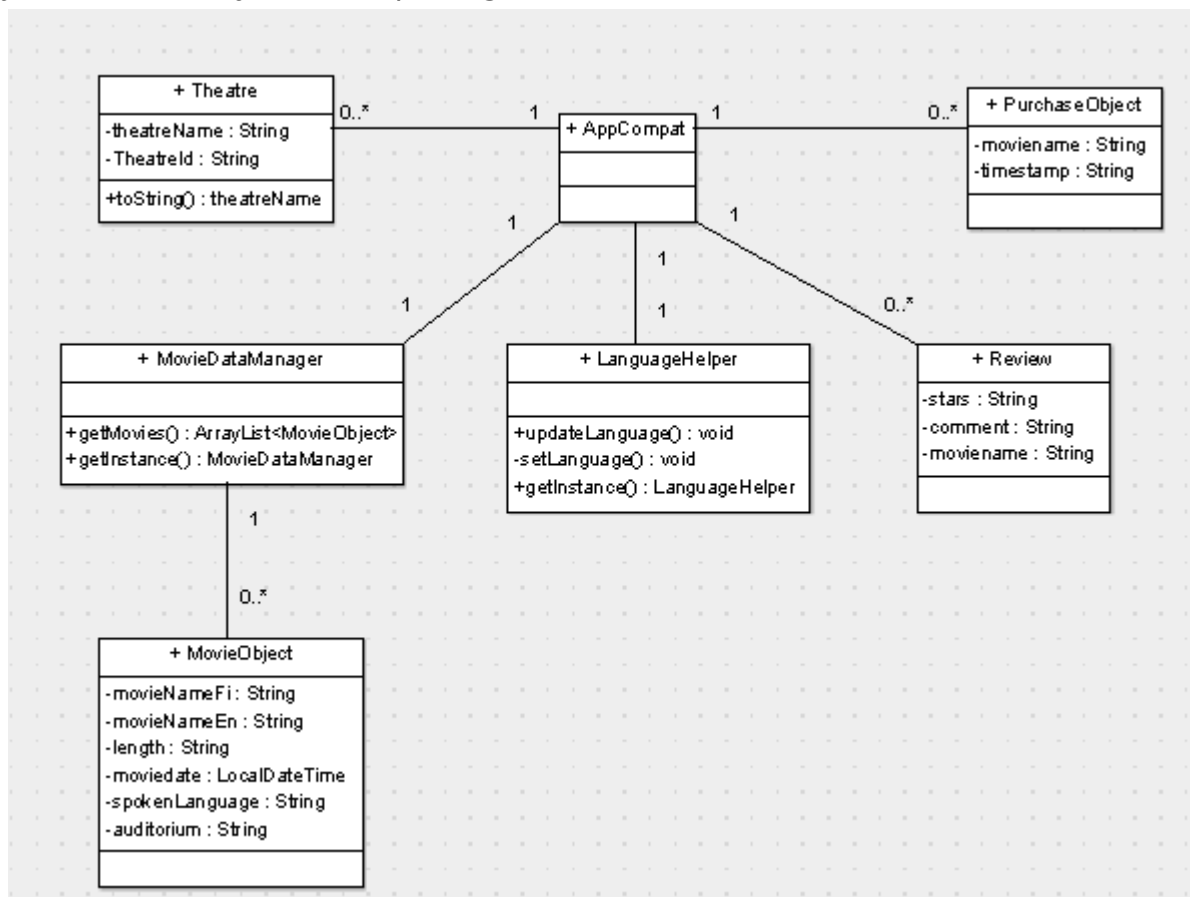 + Theatre
-theatreName : String
-TheatreId : String
+toString() : theatreName
0..*
1
+ AppCompat
1
0..*
+ PurchaseObject
-moviename : String
-timestamp : String
1
1
1
1
1
0..*
+ MovieDataManager
+getMovies() : ArrayList<MovieObject>
+getInstance() : MovieDataManager
+ LanguageHelper
+updateLanguage() : void
-setLanguage() : void
+getInstance() : LanguageHelper
+ Review
-stars : String
-comment : String
-moviename : String
1
0..*
+ MovieObject
-movieNameFi : String
-movieNameEn : String
-length : String
-moviedate : LocalDateTime
-spokenLanguage : String
-auditorium : String